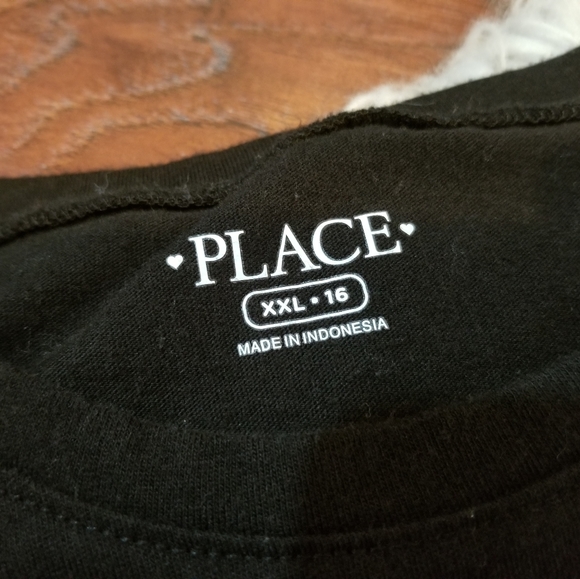 PLACE
XXL • 16
MADE IN INDONESIA